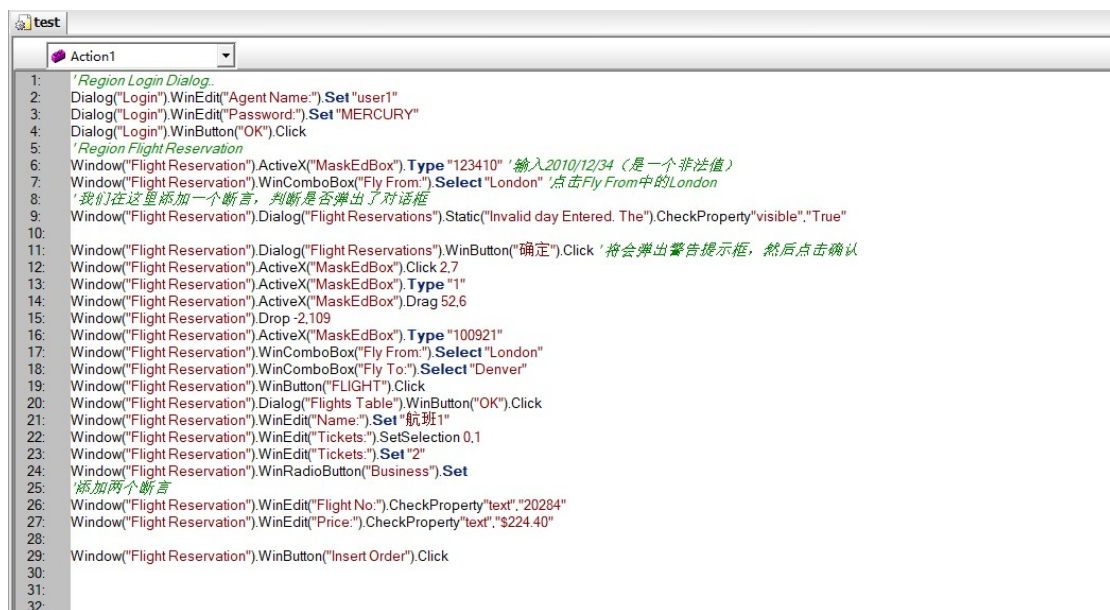 test
Action1
1: 'Region Login Dialog..
2: Dialog("Login").WinEdit("Agent Name:").Set "user1"
3: Dialog("Login").WinEdit("Password:").Set "MERCURY"
4: Dialog("Login").WinButton("OK").Click
5: 'Region Flight Reservation
6: Window("Flight Reservation").ActiveX("MaskEdBox").Type "123410" '输入2010/12/34（是一个非法值）
7: Window("Flight Reservation").WinComboBox("Fly From:").Select "London" '点击Fly From中的London
8: '我们在这里添加一个断言，判断是否弹出了对话框
9: Window("Flight Reservation").Dialog("Flight Reservations").Static("Invalid day Entered. The").CheckProperty"visible","True"
10:
11: Window("Flight Reservation").Dialog("Flight Reservations").WinButton("确定").Click '将会弹出警告提示框，然后点击确认
12: Window("Flight Reservation").ActiveX("MaskEdBox").Click 2,7
13: Window("Flight Reservation").ActiveX("MaskEdBox").Type "1"
14: Window("Flight Reservation").ActiveX("MaskEdBox").Drag 52,6
15: Window("Flight Reservation").Drop -2,109
16: Window("Flight Reservation").ActiveX("MaskEdBox").Type "100921"
17: Window("Flight Reservation").WinComboBox("Fly From:").Select "London"
18: Window("Flight Reservation").WinComboBox("Fly To:").Select "Denver"
19: Window("Flight Reservation").WinButton("FLIGHT").Click
20: Window("Flight Reservation").Dialog("Flights Table").WinButton("OK").Click
21: Window("Flight Reservation").WinEdit("Name:").Set "航班1"
22: Window("Flight Reservation").WinEdit("Tickets:").SetSelection 0,1
23: Window("Flight Reservation").WinEdit("Tickets:").Set "2"
24: Window("Flight Reservation").WinRadioButton("Business").Set
25: '添加两个断言
26: Window("Flight Reservation").WinEdit("Flight No:").CheckProperty"text","20284"
27: Window("Flight Reservation").WinEdit("Price:").CheckProperty"text","$224.40"
28:
29: Window("Flight Reservation").WinButton("Insert Order").Click
30:
31:
32: